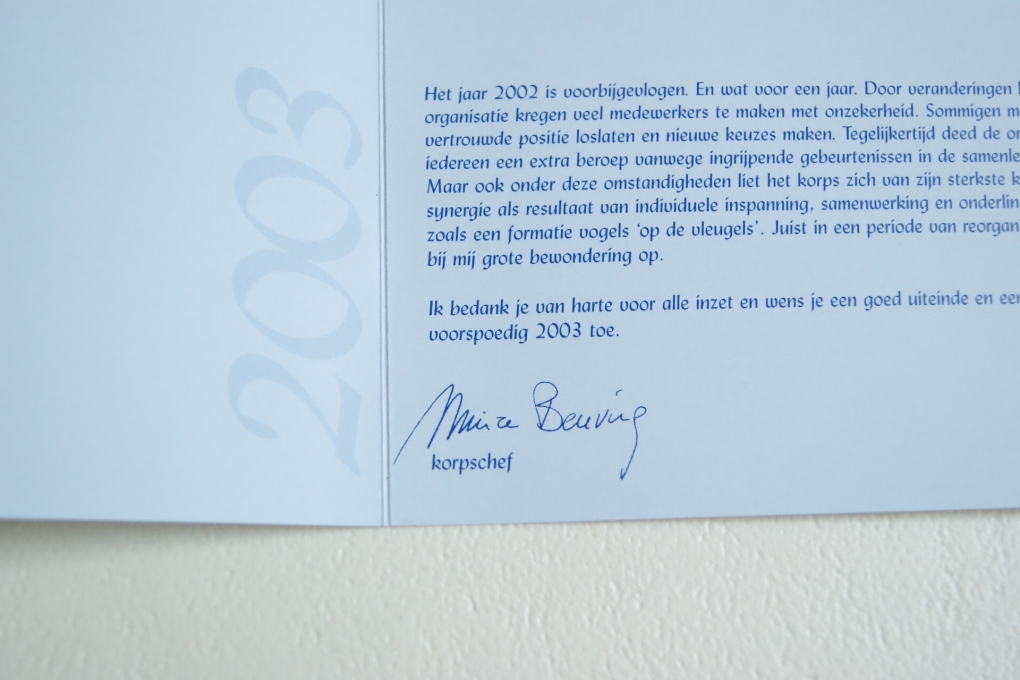 2003
Het jaar 2002 is voorbijgevlogen. En wat voor een jaar. Door veranderingen
organisatie kregen veel medewerkers te maken met onzekerheid. Sommigen
vertrouwde positie loslaten en nieuwe keuzes maken. Tegelijkertijd deed de
iedereen een extra beroep vanwege ingrijpende gebeurtenissen in de
Maar ook onder deze omstandigheden liet het korps zich van zijn sterkste
synergie als resultaat van individuele inspanning, samenwerking en
zoals een formatie vogels 'op de vleugels'. Juist in een periode van
bij mij grote bewondering op.
Ik bedank je van harte voor alle inzet en wens je een goed uiteinde en
voorspoedig 2003 toe.
Beuving
korpschef